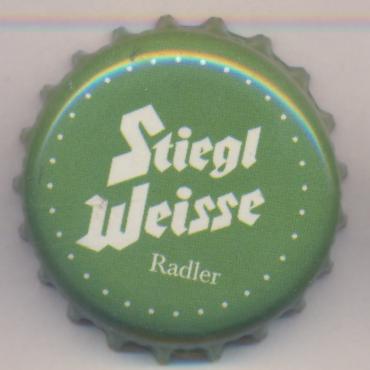 Stiegl
Weisse
Radler